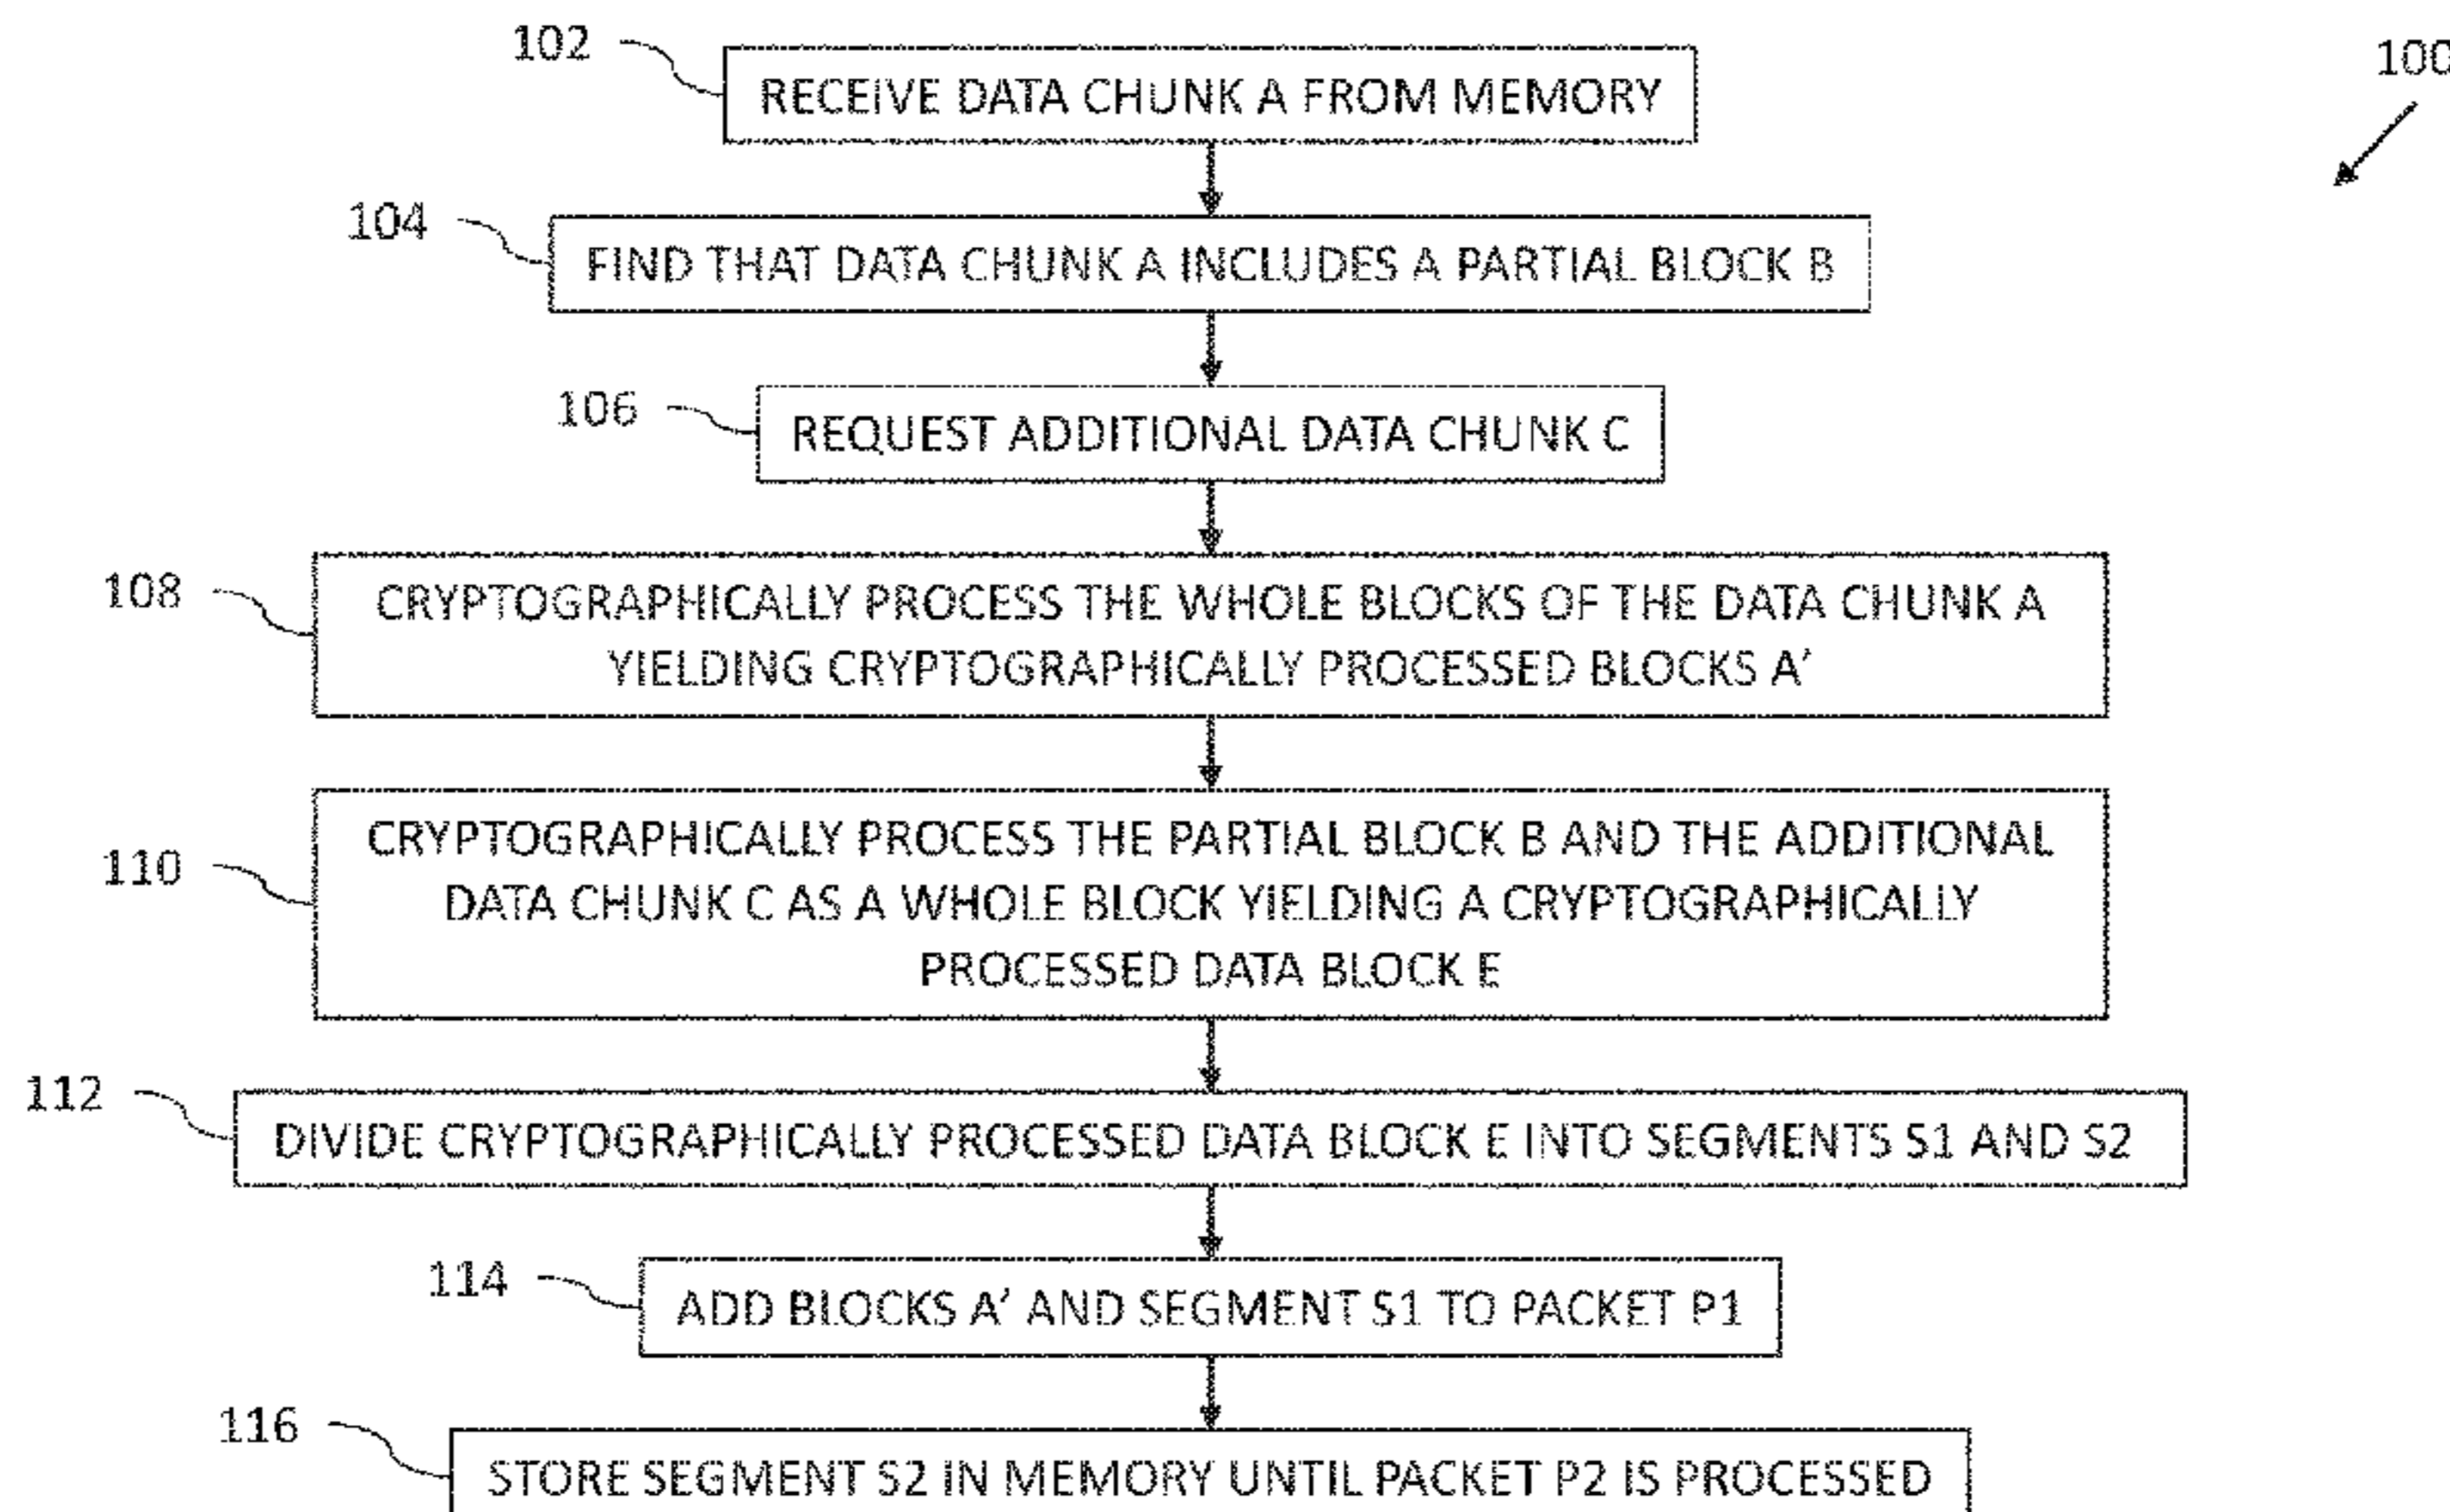 102
RECEIVE DATA CHUNK A FROM MEMORY
100
104
FIND THAT DATA CHUNK A INCLUDES A PARTIAL BLOCK B
106
REQUEST ADDITIONAL DATA CHUNK C
108
CRYPTOGRAPHICALLY PROCESS THE WHOLE BLOCKS OF THE DATA CHUNK A
YIELDING CRYPTOGRAPHICALLY PROCESSED BLOCKS A'
110
CRYPTOGRAPHICALLY PROCESS THE PARTIAL BLOCK B AND THE ADDITIONAL
DATA CHUNK C AS A WHOLE BLOCK YIELDING A CRYPTOGRAPHICALLY
PROCESSED DATA BLOCK E
112
DIVIDE CRYPTOGRAPHICALLY PROCESSED DATA BLOCK E INTO SEGMENTS S1 AND S2
114
ADD BLOCKS A' AND SEGMENT S1 TO PACKET P1
116
STORE SEGMENT S2 IN MEMORY UNTIL PACKET P2 IS PROCESSED